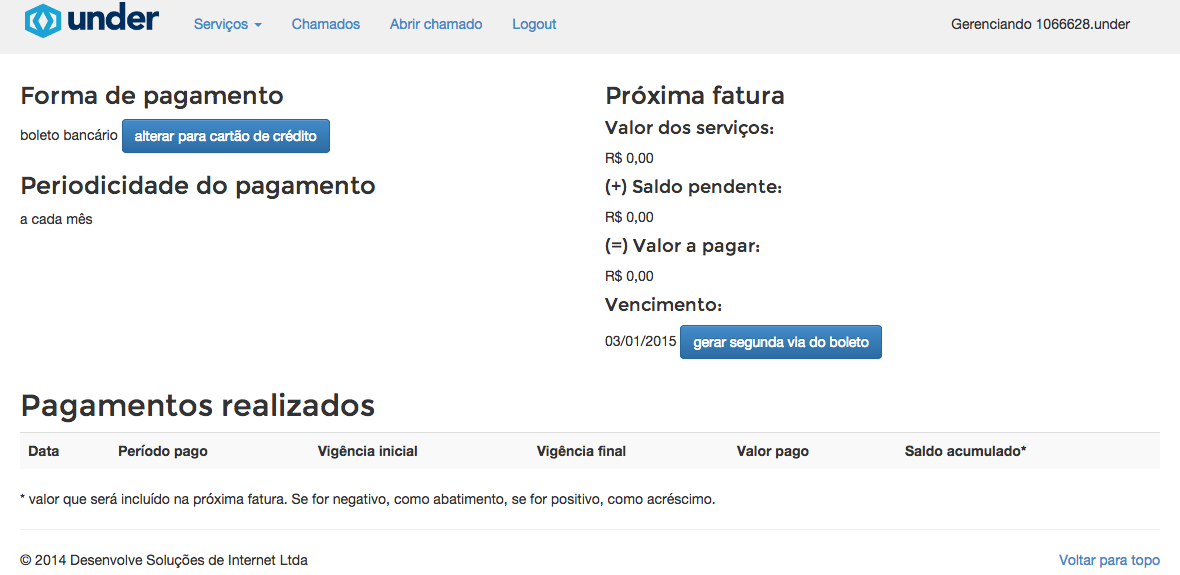 under Serviços Chamados Abrir chamado Logout Gerenciando 1066628.under
Forma de pagamento
boleto bancário alterar para cartão de crédito
Periodicidade do pagamento
a cada mês
Próxima fatura
Valor dos serviços:
R$ 0,00
(+) Saldo pendente:
R$ 0,00
(=) Valor a pagar:
R$ 0,00
Vencimento:
03/01/2015 gerar segunda via do boleto
Pagamentos realizados
Data Período pago Vigência inicial Vigência final Valor pago Saldo acumulado*
* valor que será incluído na próxima fatura. Se for negativo, como abatimento, se for positivo, como acréscimo.
© 2014 Desenvolve Soluções de Internet Ltda Voltar para topo